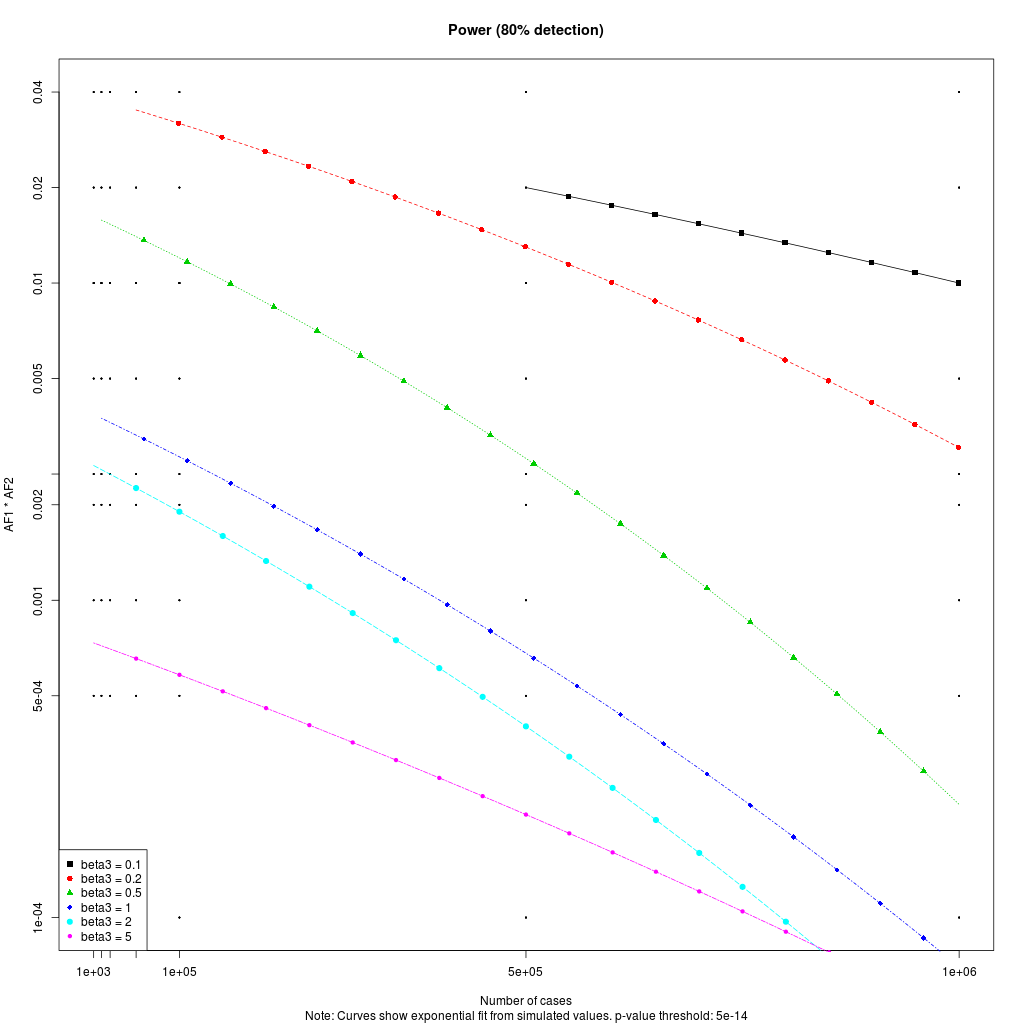 Power (80% detection)
0.04
0.02
0.01
0.005
0.002
0.001
5e-04
1e-04
AF1 * AF2
beta3 = 0.1
beta3 = 0.2
beta3 = 0.5
beta3 = 1
beta3 = 2
beta3 = 5
1e+03 1e+05 5e+05 1e+06
Number of cases
Note: Curves show exponential fit from simulated values. p-value threshold: 5e-14